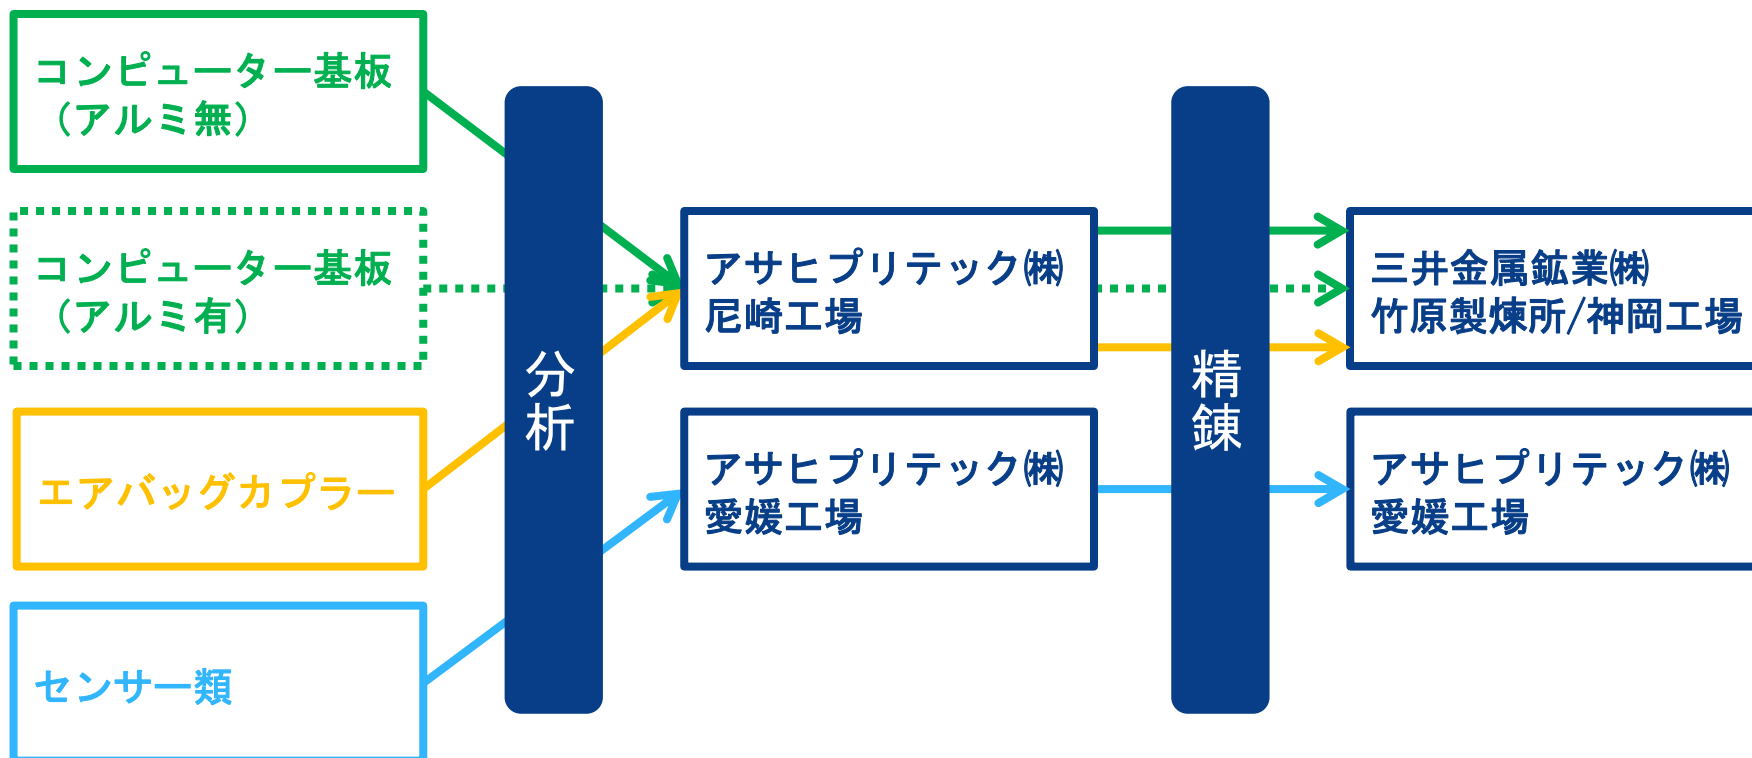 コンピューター基板
（アルミ無）
コンピューター基板
（アルミ有）
エアバッグカプラー
センサー類
分析
アサヒプリテック㈱
尼崎工場
アサヒプリテック㈱
愛媛工場
精錬
三井金属鉱業㈱
竹原製煉所/神岡工場
アサヒプリテック㈱
愛媛工場